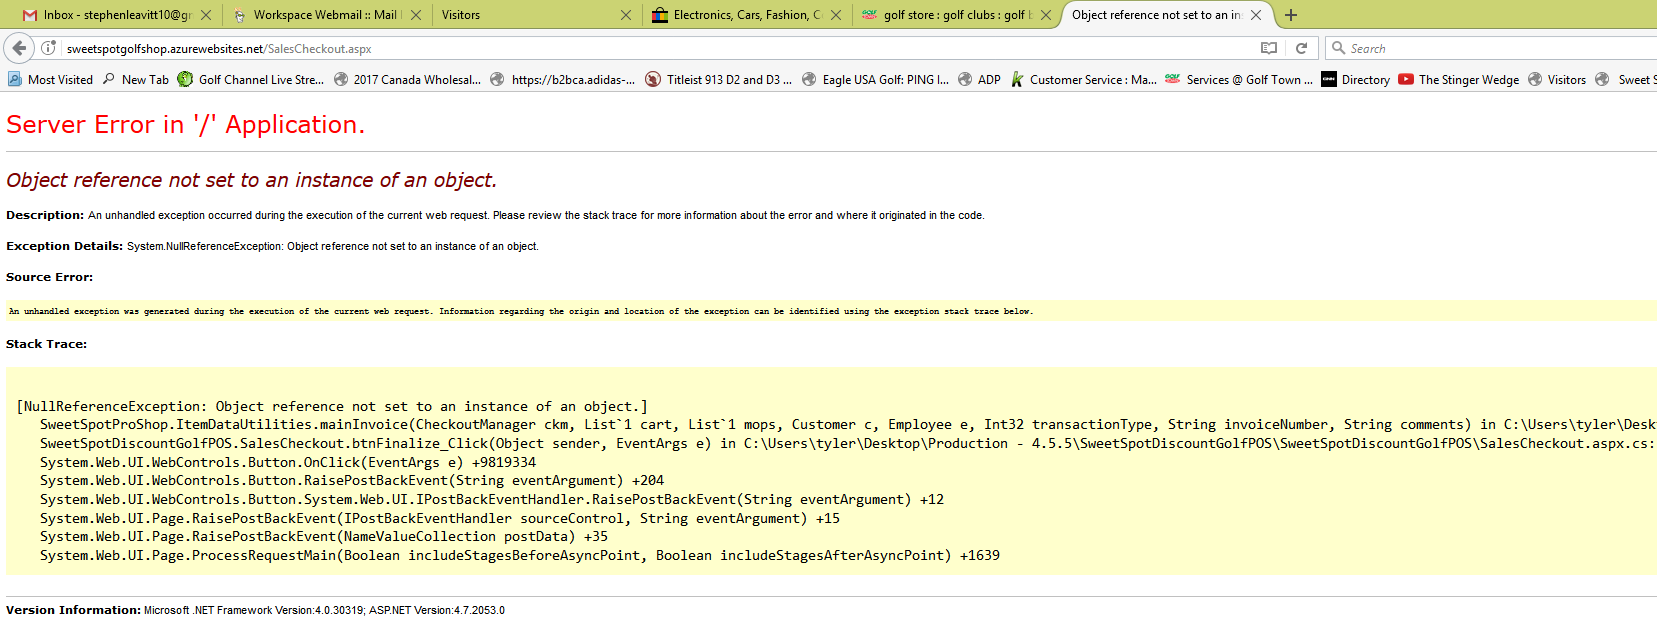 Inbox - stephenleavitt10@g
Workspace Webmail :: Mail
Visitors
Electronics, Cars, Fashion, C
golf store : golf clubs : golf b
Object reference not set to an in
sweetspotgolfshop.azurewebsites.net/SalesCheckout.aspx
Search
Most Visited
New Tab
Golf Channel Live Stre...
2017 Canada Wholesal...
https://b2bca.adidas-...
Titleist 913 D2 and D3 ...
Eagle USA Golf: PING I...
ADP
Customer Service : Ma...
Services @ Golf Town ...
Directory
The Stinger Wedge
Visitors
Sweet S
Server Error in '/' Application.
Object reference not set to an instance of an object.
Description: An unhandled exception occurred during the execution of the current web request. Please review the stack trace for more information about the error and where it originated in the code.
Exception Details: System.NullReferenceException: Object reference not set to an instance of an object.
Source Error:
An unhandled exception was generated during the execution of the current web request. Information regarding the origin and location of the exception can be identified using the exception stack trace below.
Stack Trace:
[NullReferenceException: Object reference not set to an instance of an object.]
SweetSpotProShop.ItemDataUtilities.mainInvoice(CheckoutManager ckm, List`1 cart, List`1 mops, Customer c, Employee e, Int32 transactionType, String invoiceNumber, String comments) in C:\Users\tyler\Desk
SweetSpotDiscountGolfPOS.SalesCheckout.btnFinalize_Click(Object sender, EventArgs e) in C:\Users\tyler\Desktop\Production - 4.5.5\SweetSpotDiscountGolfPOS\SweetSpotDiscountGolfPOS\SalesCheckout.aspx.cs:
System.Web.UI.WebControls.Button.OnClick(EventArgs e) +9819334
System.Web.UI.WebControls.Button.RaisePostBackEvent(String eventArgument) +204
System.Web.UI.WebControls.Button.System.Web.UI.IPostBackEventHandler.RaisePostBackEvent(String eventArgument) +12
System.Web.UI.Page.RaisePostBackEvent(IPostBackEventHandler sourceControl, String eventArgument) +15
System.Web.UI.Page.RaisePostBackEvent(NameValueCollection postData) +35
System.Web.UI.Page.ProcessRequestMain(Boolean includeStagesBeforeAsyncPoint, Boolean includeStagesAfterAsyncPoint) +1639
Version Information: Microsoft .NET Framework Version:4.0.30319; ASP.NET Version:4.7.2053.0